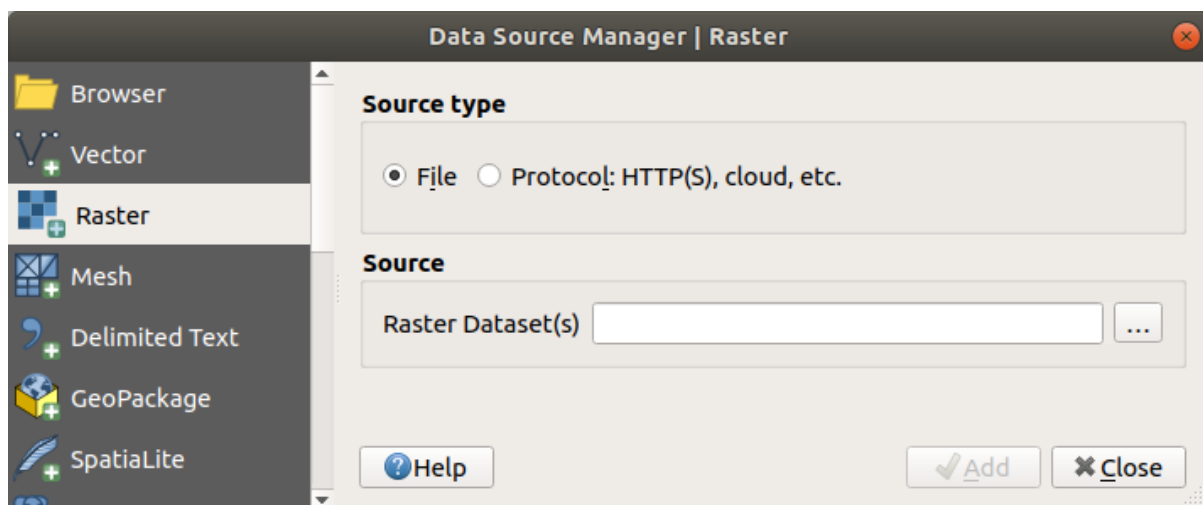 Data Source Manager | Raster
Browser
Vector
Raster
Mesh
Delimited Text
GeoPackage
SpatiaLite
Source type
File
Protocol: HTTP(S), cloud, etc.
Source
Raster Dataset(s)
...
Help
Add
Close